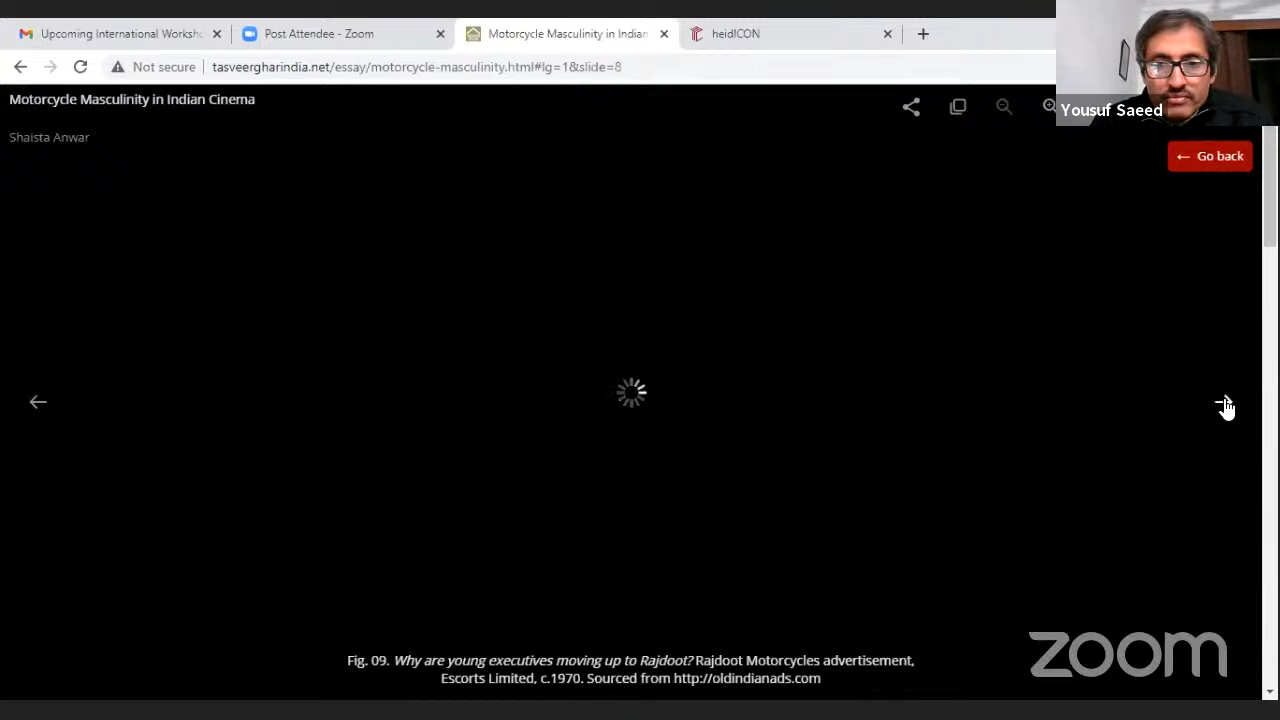 Upcoming International Worksh
Post Attendee - Zoom
Motorcycle Masculinity in Indian
heidICON
Not secure
tasveergharindia.net/essay/motorcycle-masculinity.html#lg=1&slide=8
Yousuf Saeed
Motorcycle Masculinity in Indian Cinema
Shaista Anwar
← Go back
Fig. 09. Why are young executives moving up to Rajdoot? Rajdoot Motorcycles advertisement,
Escorts Limited, c.1970. Sourced from http://oldindianads.com
zoom